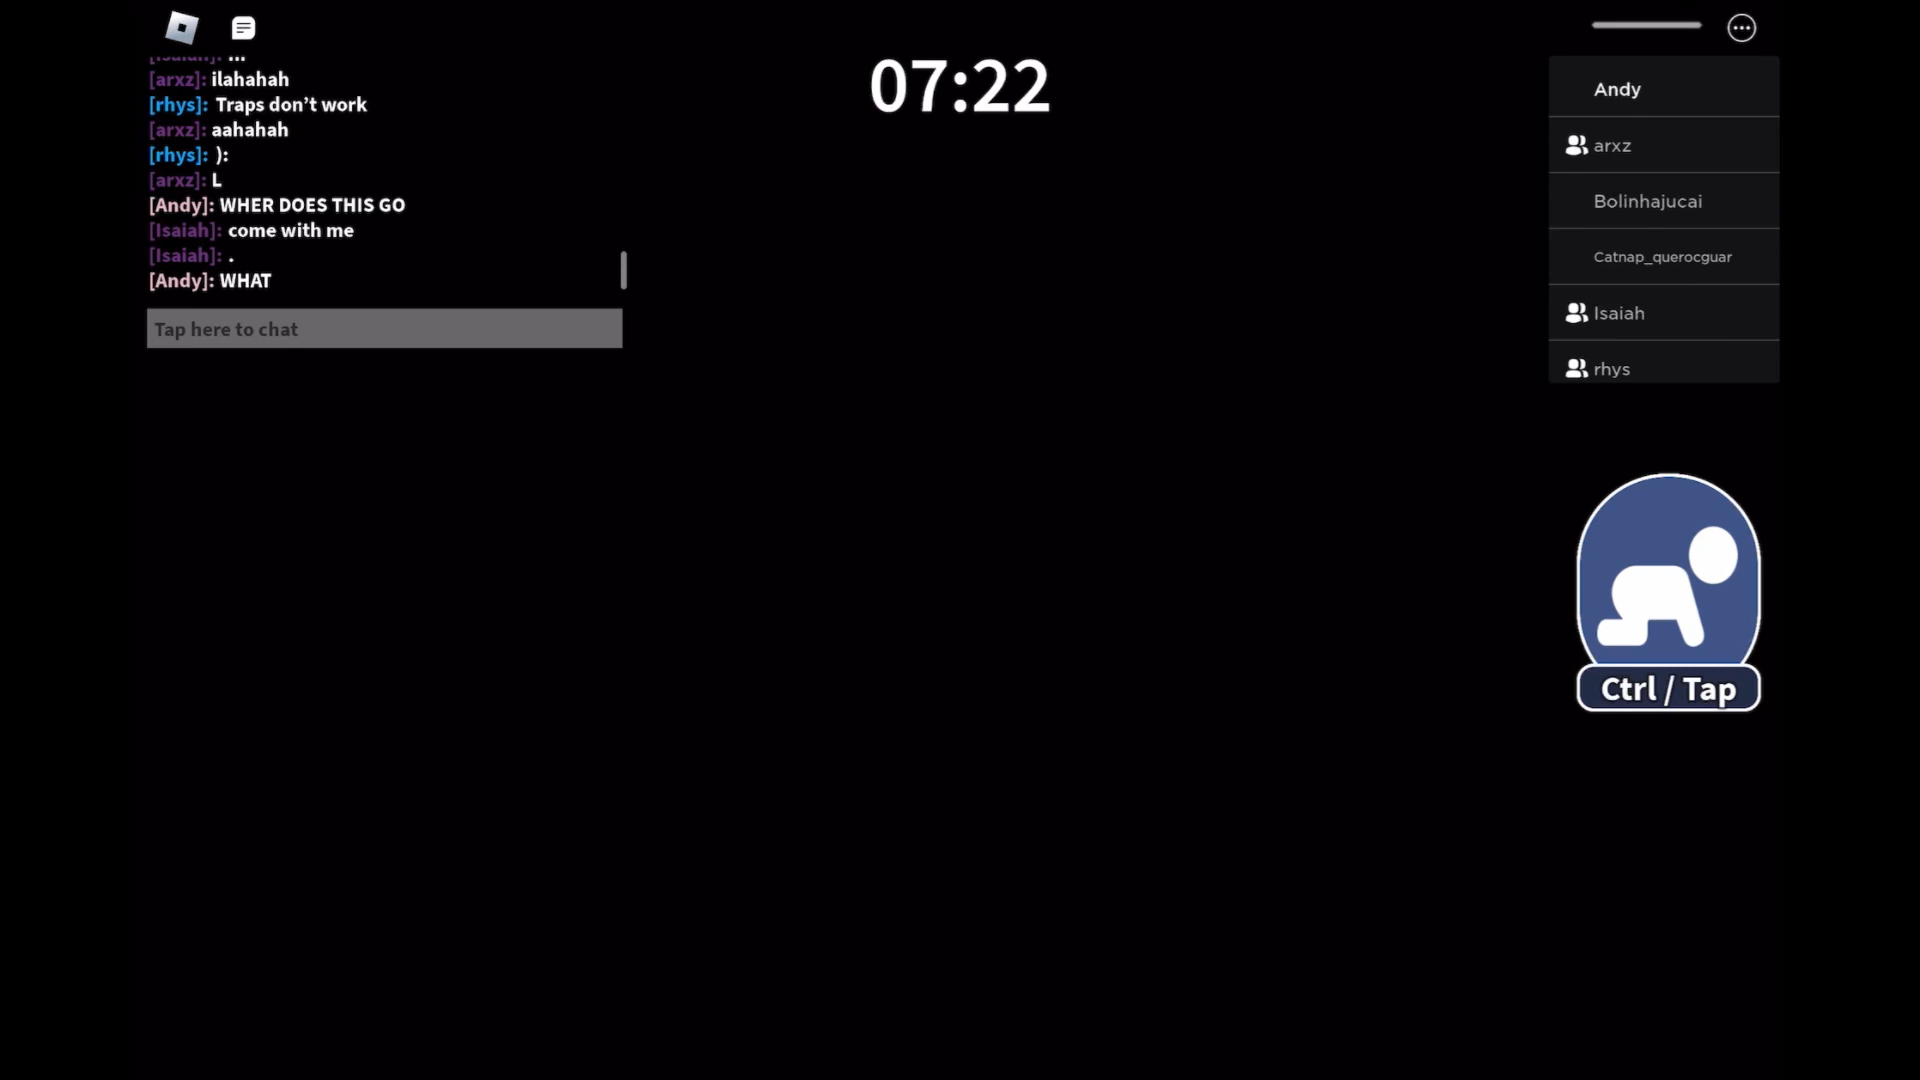 [Isaiah]: ...
[arxz]: ilahahah
[rhys]: Traps don’t work
[arxz]: aahahah
[rhys]: ):
[arxz]: L
[Andy]: WHER DOES THIS GO
[Isaiah]: come with me
[Isaiah]: .
[Andy]: WHAT
Tap here to chat
07:22
Andy
arxz
Bolinhajucai
Catnap_querocguar
Isaiah
rhys
Ctrl / Tap